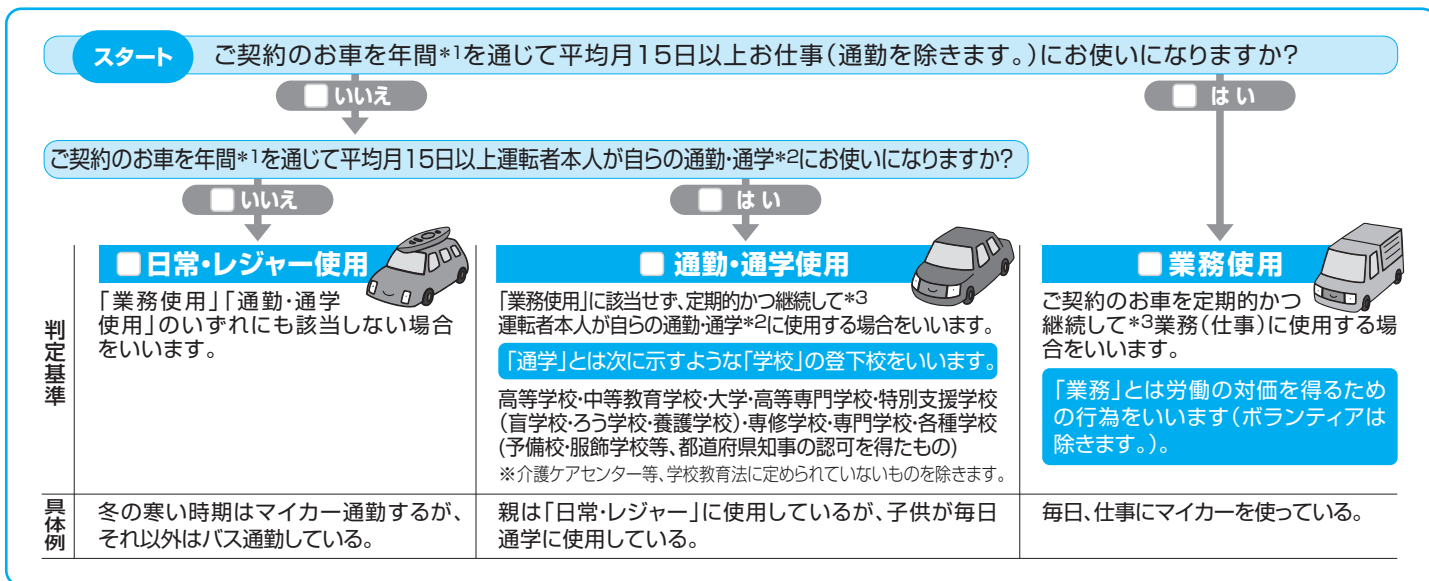 スタート ご契約のお車を年間*1を通じて平均月15日以上お仕事(通勤を除きます。)にお使いになりますか?
いいえ
はい
ご契約のお車を年間*1を通じて平均月15日以上運転者本人が自らの通勤・通学*2にお使いになりますか?
いいえ
はい
判定基準
日常・レジャー使用
「業務使用」「通勤・通学
使用」のいずれにも該当しない場合
をいいます。
通勤・通学使用
「業務使用」に該当せず、定期的かつ継続して*3
運転者本人が自らの通勤・通学*2に使用する場合をいいます。
「通学」とは次に示すような「学校」の登下校をいいます。
高等学校・中等教育学校・大学・高等専門学校・特別支援学校
(盲学校・ろう学校・養護学校)・専修学校・専門学校・各種学校
(予備校・服飾学校等、都道府県知事の認可を得たもの)
※介護ケアセンター等、学校教育法に定められていないものを除きます。
業務使用
ご契約のお車を定期的かつ
継続して*3業務(仕事)に使用する場
合をいいます。
「業務」とは労働の対価を得るため
の行為をいいます(ボランティアは
除きます。)。
具体例
冬の寒い時期はマイカー通勤するが、
それ以外はバス通勤している。
親は「日常・レジャー」に使用しているが、子供が毎日
通学に使用している。
毎日、仕事にマイカーを使っている。